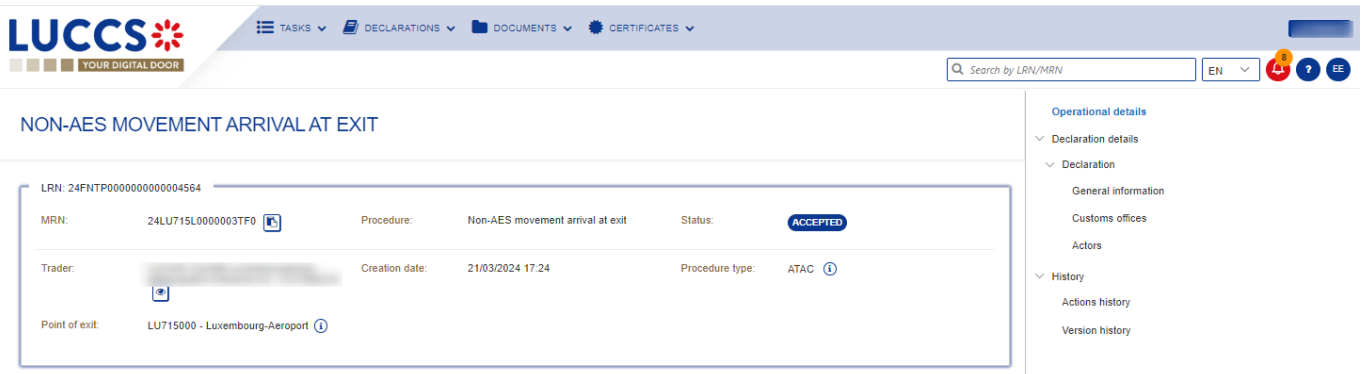 LUCCS
YOUR DIGITAL DOOR
TASKS DECLARATIONS DOCUMENTS CERTIFICATES
Search by LRN/MRN EN 8 ? EE
NON-AES MOVEMENT ARRIVAL AT EXIT
LRN: 24FNTP0000000000004564
MRN: 24LU715L0000003TF0 Procedure: Non-AES movement arrival at exit Status: ACCEPTED
Trader: Creation date: 21/03/2024 17:24 Procedure type: ATAC i
Point of exit: LU715000 - Luxembourg-Aeroport i
Operational details
Declaration details
Declaration
General information
Customs offices
Actors
History
Actions history
Version history